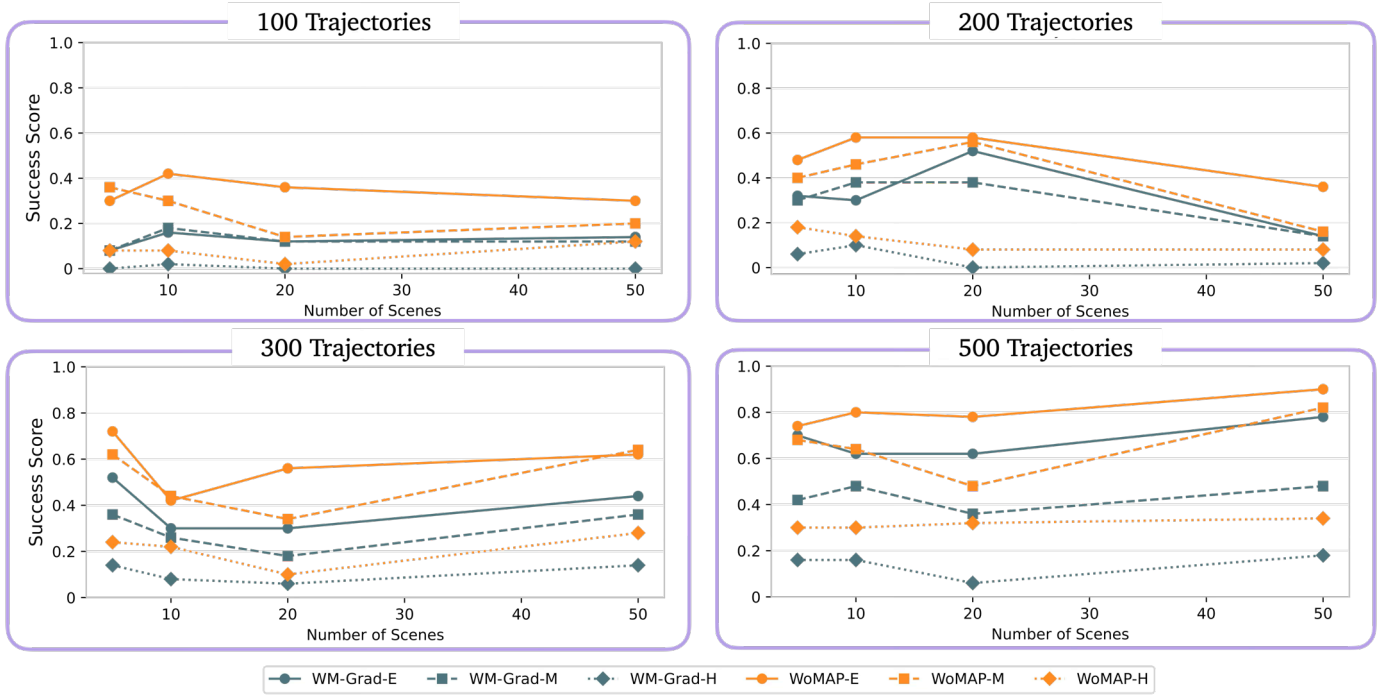 100 Trajectories
1.0
0.8
0.6
0.4
0.2
0
Success Score
10 20 30 40 50
Number of Scenes
200 Trajectories
1.0
0.8
0.6
0.4
0.2
0
10 20 30 40 50
Number of Scenes
300 Trajectories
1.0
0.8
0.6
0.4
0.2
0
Success Score
10 20 30 40 50
Number of Scenes
500 Trajectories
1.0
0.8
0.6
0.4
0.2
0
10 20 30 40 50
Number of Scenes
WM-Grad-E WM-Grad-M WM-Grad-H WoMAP-E WoMAP-M WoMAP-H